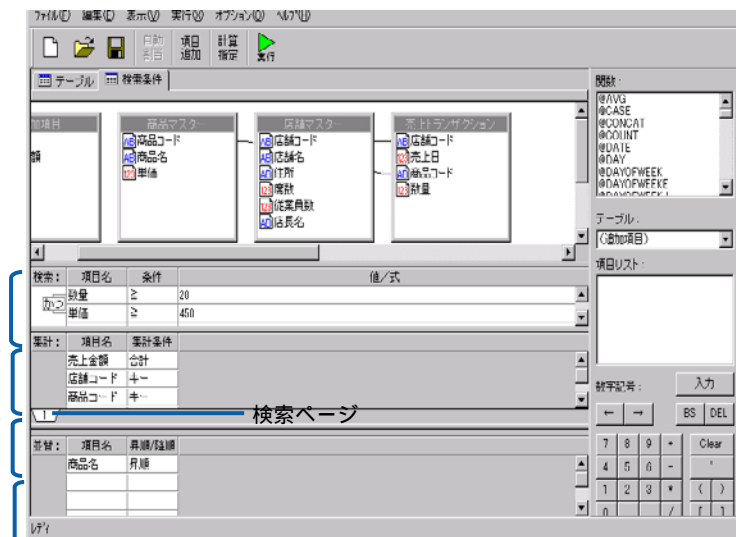 ファイル(F) 編集(E) 表示(V) 実行(X) オプション(O) ヘルプ(H)
自動割当 項目追加 計算指定 実行
テーブル 検索条件
加項目
額
商品マスター
商品コード
商品名
単価
店舗マスター
店舗コード
店舗名
住所
席数
従業員数
店長名
売上トランザクション
店舗コード
売上日
商品コード
数量
検索: 項目名 条件 値/式
かつ
数量 ≧ 20
単価 ≧ 450
集計: 項目名 集計条件
売上金額 合計
店舗コード キー
商品コード キー
1
検索ページ
並替: 項目名 昇順/降順
商品名 昇順
レディ
関数:
@AVG
@CASE
@CONCAT
@COUNT
@DATE
@DAY
@DAYOFWEEK
@DAYOFWEEKE
@DAYOFWEEKJ
テーブル:
(追加項目)
項目リスト:
数字記号: 入力
← → BS DEL
7 8 9 + Clear
4 5 6 - '
1 2 3 * ( )
0 . / [ ]